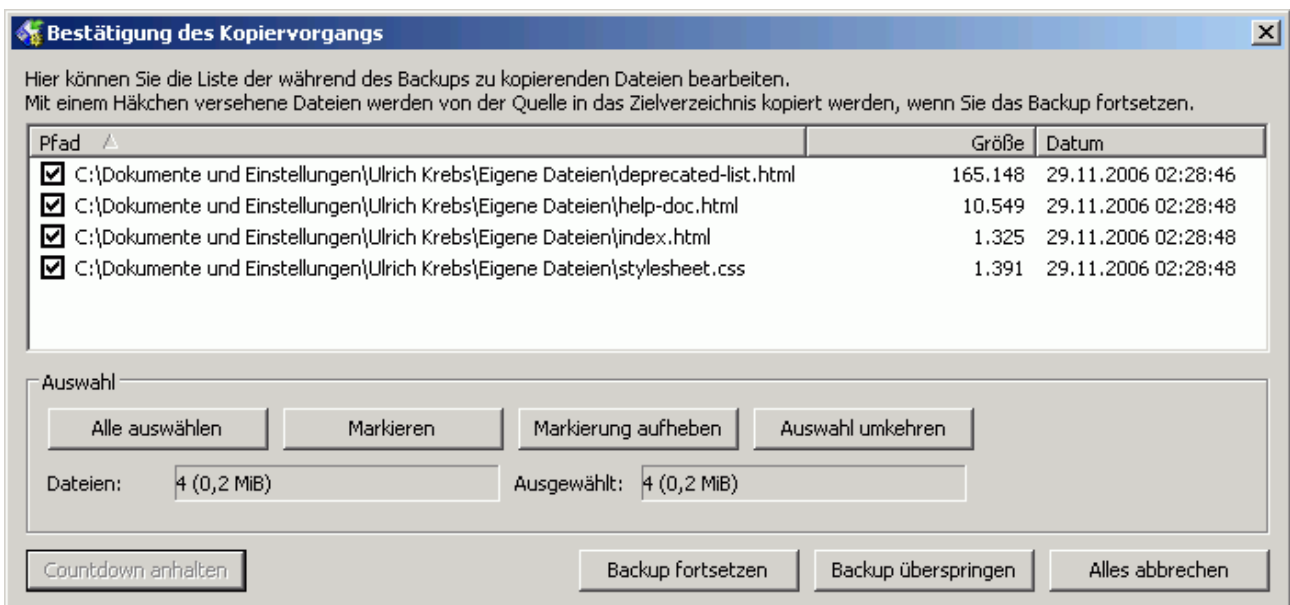 Bestätigung des Kopiervorgangs
Hier können Sie die Liste der während des Backups zu kopierenden Dateien bearbeiten.
Mit einem Häkchen versehene Dateien werden von der Quelle in das Zielverzeichnis kopiert werden, wenn Sie das Backup fortsetzen.
Pfad Größe Datum
C:\Dokumente und Einstellungen\Ulrich Krebs\Eigene Dateien\deprecated-list.html 165.148 29.11.2006 02:28:46
C:\Dokumente und Einstellungen\Ulrich Krebs\Eigene Dateien\help-doc.html 10.549 29.11.2006 02:28:48
C:\Dokumente und Einstellungen\Ulrich Krebs\Eigene Dateien\index.html 1.325 29.11.2006 02:28:48
C:\Dokumente und Einstellungen\Ulrich Krebs\Eigene Dateien\stylesheet.css 1.391 29.11.2006 02:28:48
Auswahl
Alle auswählen Markieren Markierung aufheben Auswahl umkehren
Dateien: 4 (0,2 MiB) Ausgewählt: 4 (0,2 MiB)
Countdown anhalten Backup fortsetzen Backup überspringen Alles abbrechen